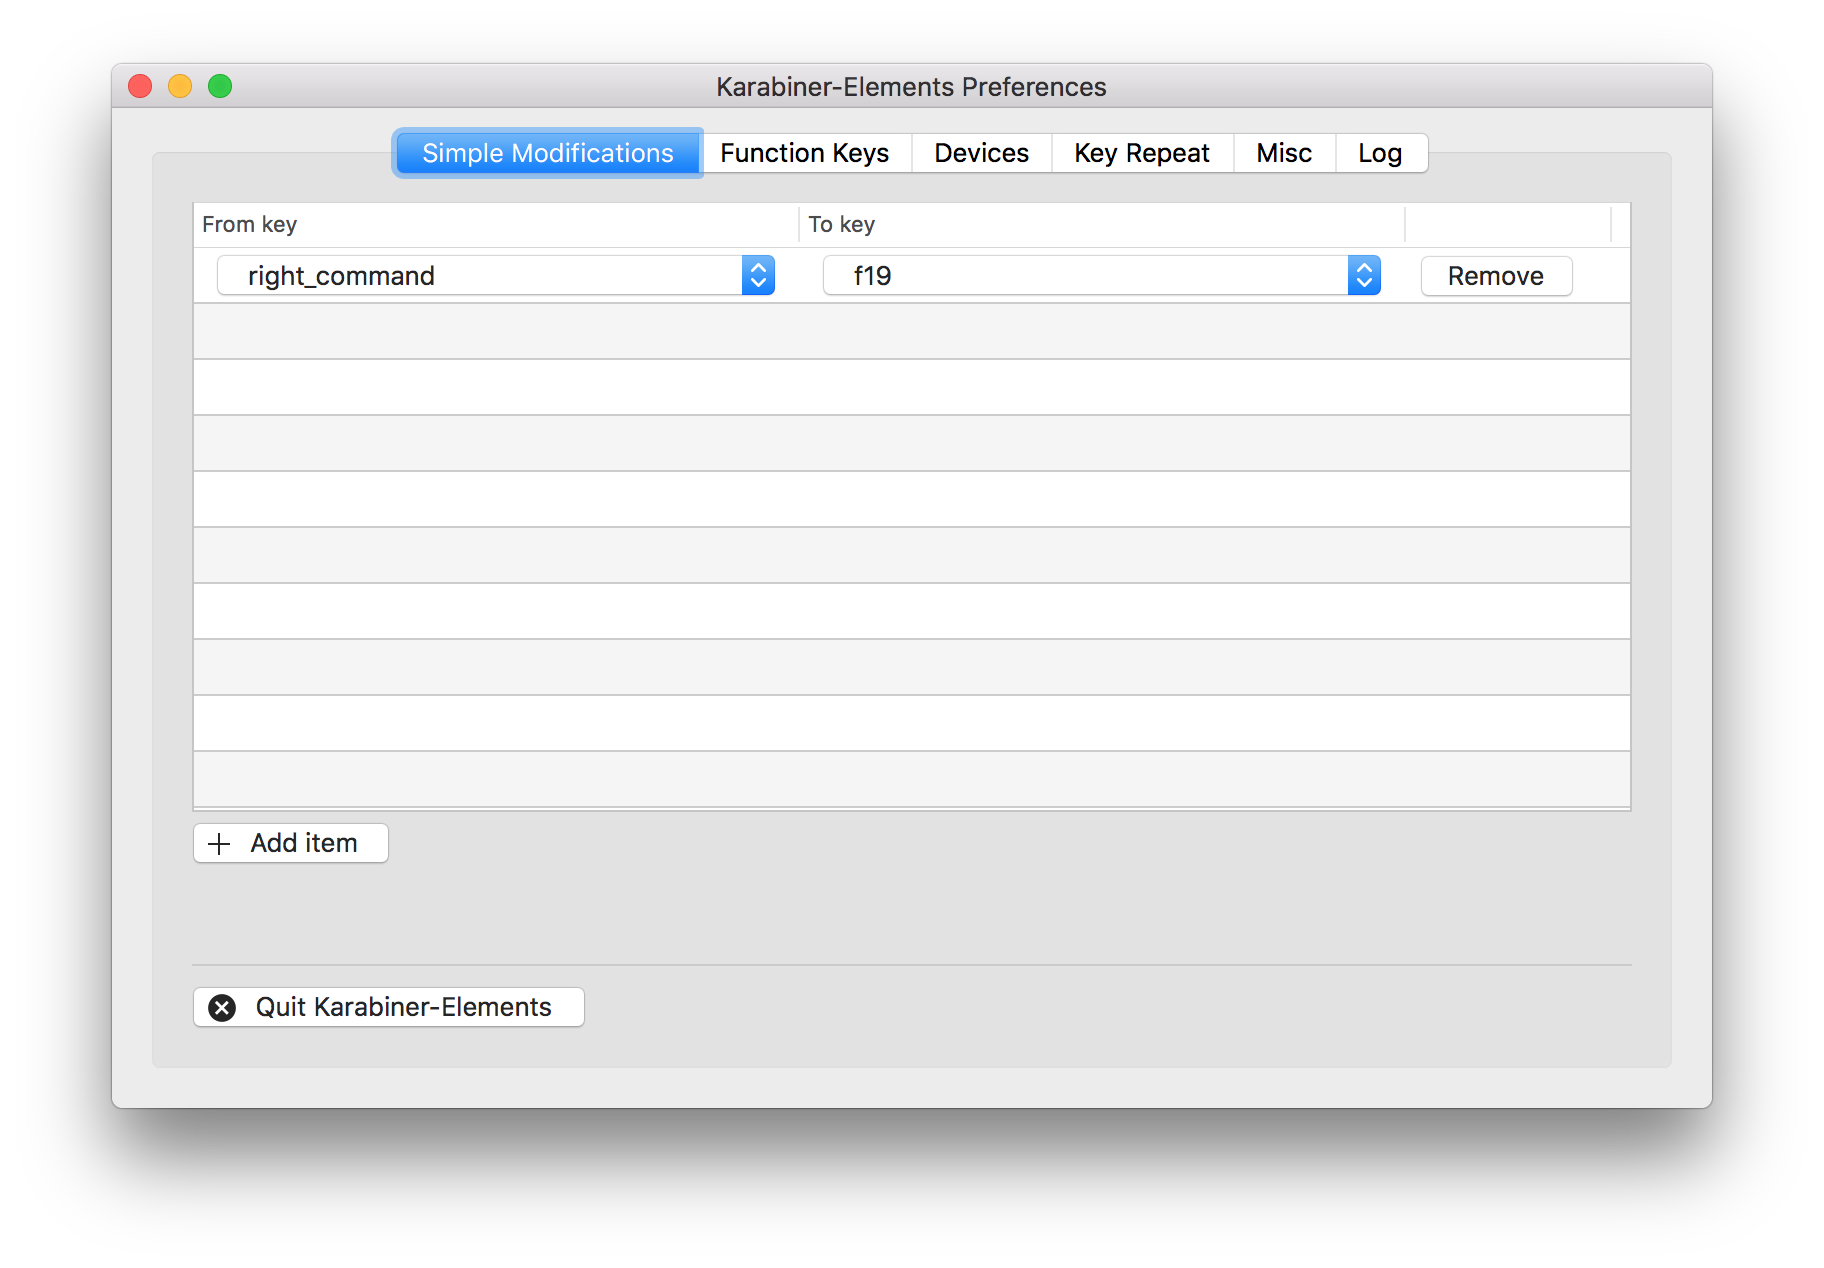 Karabiner-Elements Preferences
Simple Modifications Function Keys Devices Key Repeat Misc Log
From key To key
right_command f19 Remove
Add item
Quit Karabiner-Elements